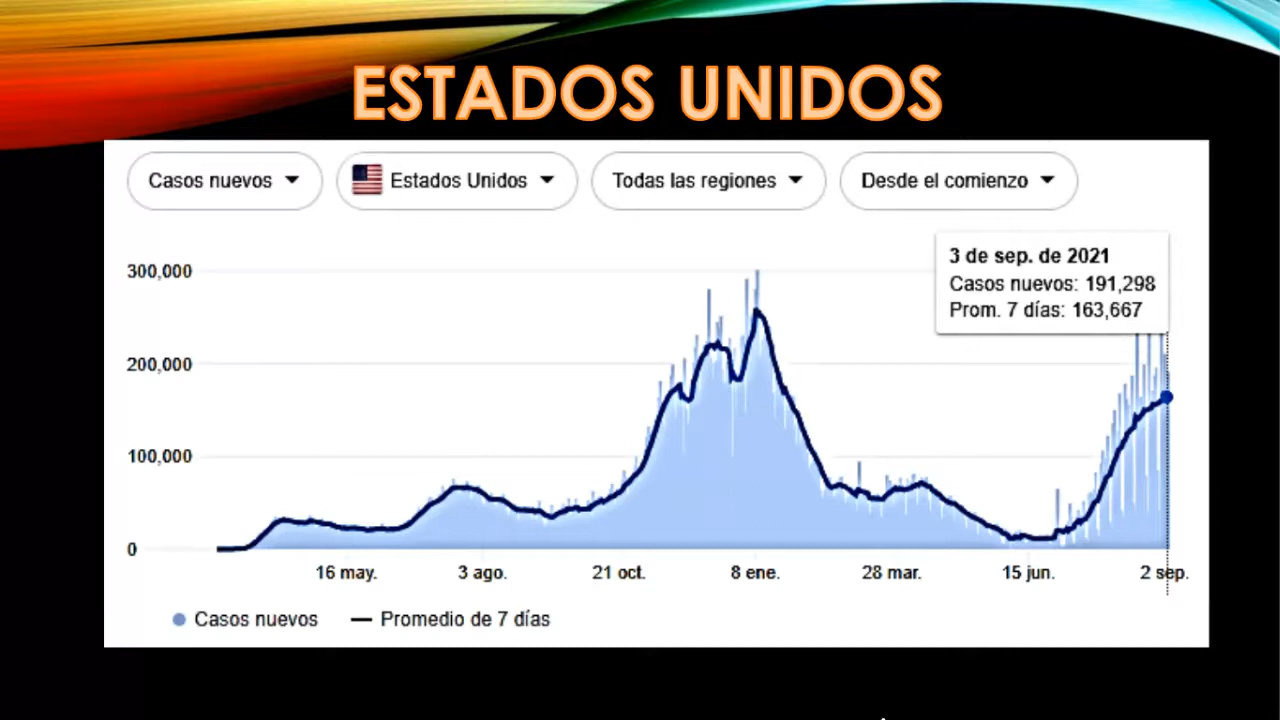 ESTADOS UNIDOS
Casos nuevos Estados Unidos Todas las regiones Desde el comienzo
3 de sep. de 2021
Casos nuevos: 191,298
Prom. 7 días: 163,667
300,000
200,000
100,000
0
16 may. 3 ago. 21 oct. 8 ene. 28 mar. 15 jun. 2 sep.
Casos nuevos Promedio de 7 días